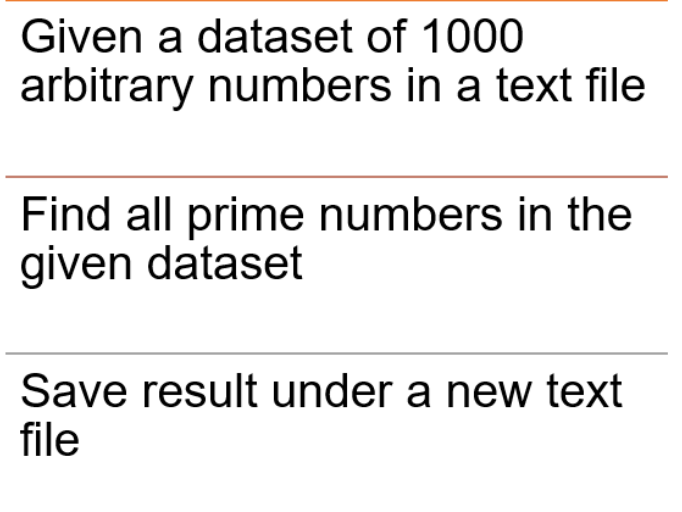 Given a dataset of 1000
arbitrary numbers in a text file
Find all prime numbers in the
given dataset
Save result under a new text
file